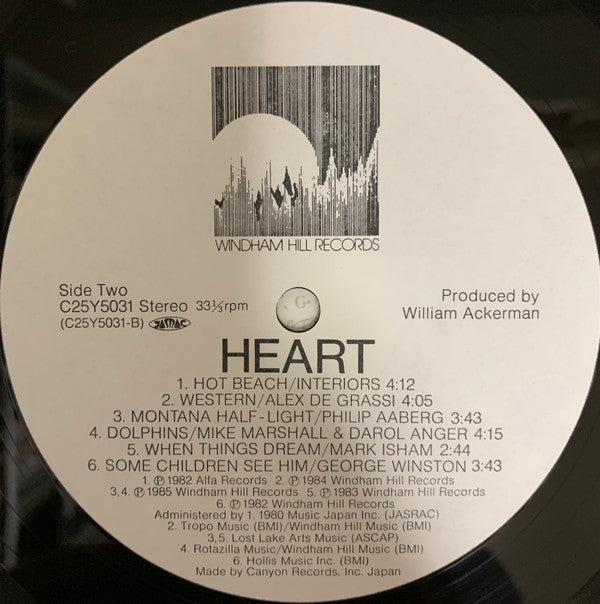 WINDHAM HILL RECORDS
Side Two
C25Y5031 Stereo 33⅓rpm
(C25Y5031-B) JASRAC
Produced by
William Ackerman
HEART
1. HOT BEACH/INTERIORS 4:12
2. WESTERN/ALEX DE GRASSI 4:05
3. MONTANA HALF-LIGHT/PHILIP AABERG 3:43
4. DOLPHINS/MIKE MARSHALL & DAROL ANGER 4:15
5. WHEN THINGS DREAM/MARK ISHAM 2:44
6. SOME CHILDREN SEE HIM/GEORGE WINSTON 3:43
1. ℗ 1982 Alfa Records 2. ℗ 1984 Windham Hill Records
3,4. ℗ 1985 Windham Hill Records 5. ℗ 1983 Windham Hill Records
6. ℗ 1982 Windham Hill Records
Administered by 1. 1980 Music Japan Inc. (JASRAC)
2. Tropo Music (BMI)/Windham Hill Music (BMI)
3,5. Lost Lake Arts Music (ASCAP)
4. Rotazilla Music/Windham Hill Music (BMI)
6. Hollis Music Inc. (BMI)
Made by Canyon Records. Inc. Japan